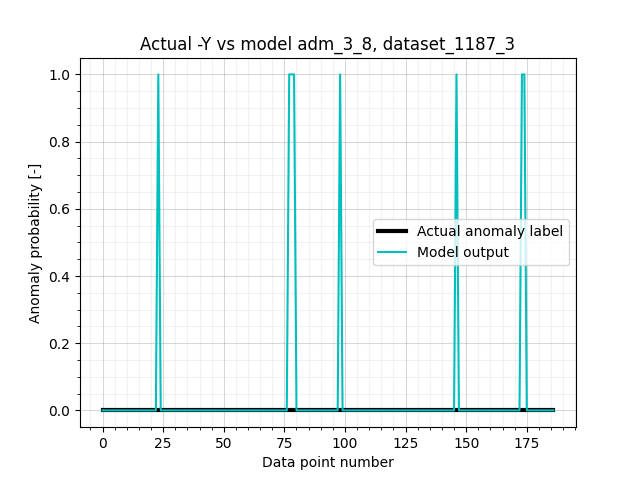 Actual -Y vs model adm_3_8, dataset_1187_3
Anomaly probability [-]
1.0
0.8
0.6
0.4
0.2
0.0
Actual anomaly label
Model output
0 25 50 75 100 125 150 175
Data point number